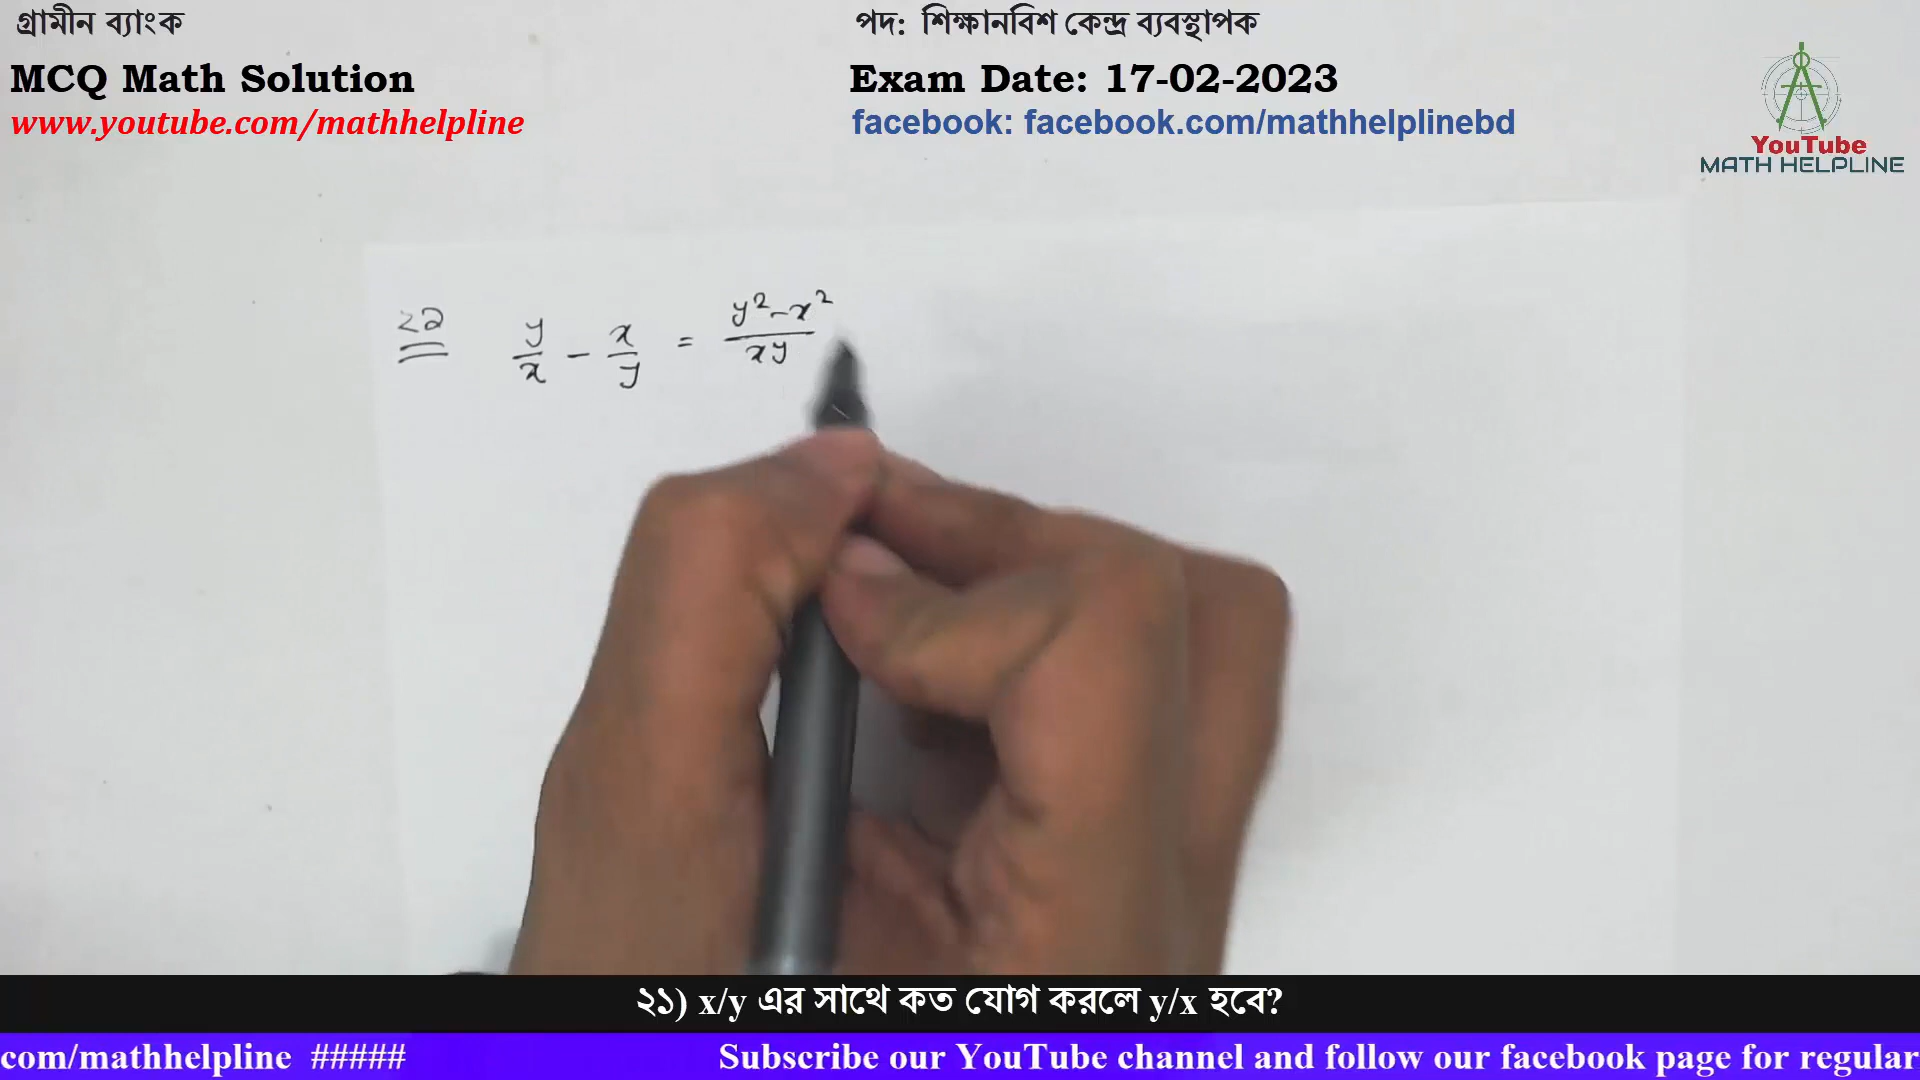 গ্রামীন ব্যাংক
পদ: শিক্ষানবিশ কেন্দ্র ব্যবস্থাপক
MCQ Math Solution
Exam Date: 17-02-2023
www.youtube.com/mathhelpline
facebook: facebook.com/mathhelplinebd
YouTube
MATH HELPLINE
২১ y/x - x/y = y²-x²/xy
২১) x/y এর সাথে কত যোগ করলে y/x হবে?
com/mathhelpline ##### Subscribe our YouTube channel and follow our facebook page for regular